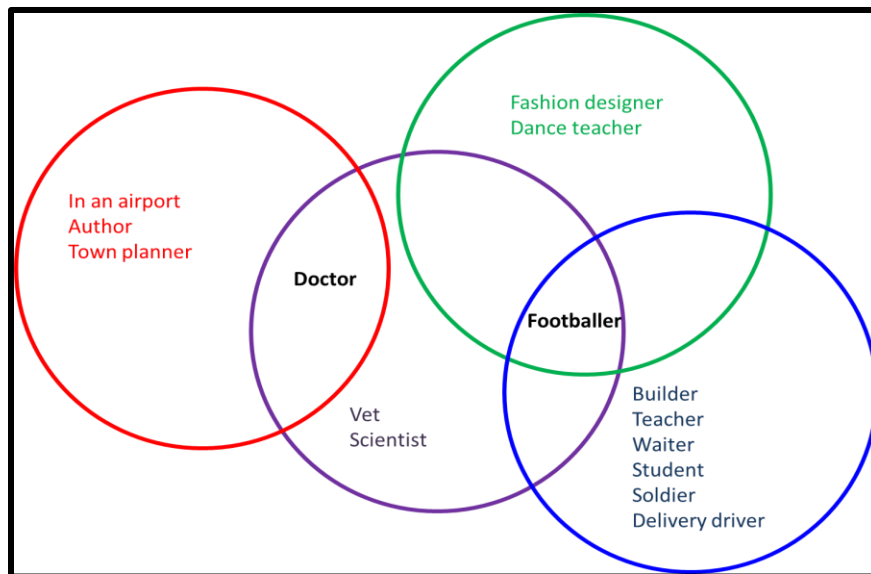 Fashion designer
Dance teacher
In an airport
Author
Town planner
Doctor
Footballer
Vet
Scientist
Builder
Teacher
Waiter
Student
Soldier
Delivery driver